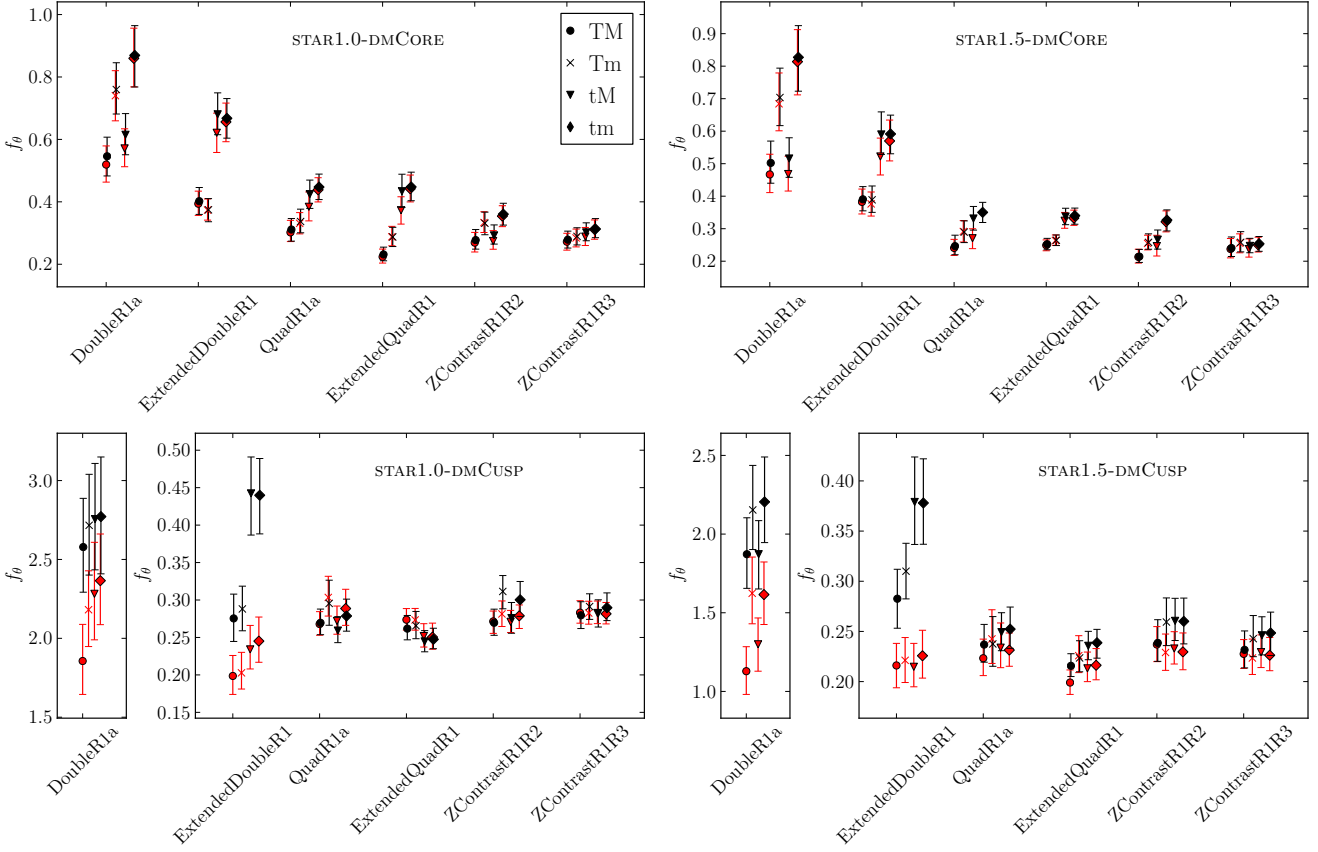 1.0
0.8
0.6
0.4
0.2
f_θ
STAR1.0-DMCORE
TM
Tm
tM
tm
DoubleR1a
ExtendedDoubleR1
QuadR1a
ExtendedQuadR1
ZContrastR1R2
ZContrastR1R3
0.9
0.8
0.7
0.6
0.5
0.4
0.3
0.2
f_θ
STAR1.5-DMCORE
DoubleR1a
ExtendedDoubleR1
QuadR1a
ExtendedQuadR1
ZContrastR1R2
ZContrastR1R3
3.0
2.5
2.0
1.5
f_θ
DoubleR1a
0.50
0.45
0.40
0.35
0.30
0.25
0.20
0.15
STAR1.0-DMCUSP
ExtendedDoubleR1
QuadR1a
ExtendedQuadR1
ZContrastR1R2
ZContrastR1R3
2.5
2.0
1.5
1.0
f_θ
DoubleR1a
0.40
0.30
0.25
0.20
STAR1.5-DMCUSP
ExtendedDoubleR1
QuadR1a
ExtendedQuadR1
ZContrastR1R2
ZContrastR1R3